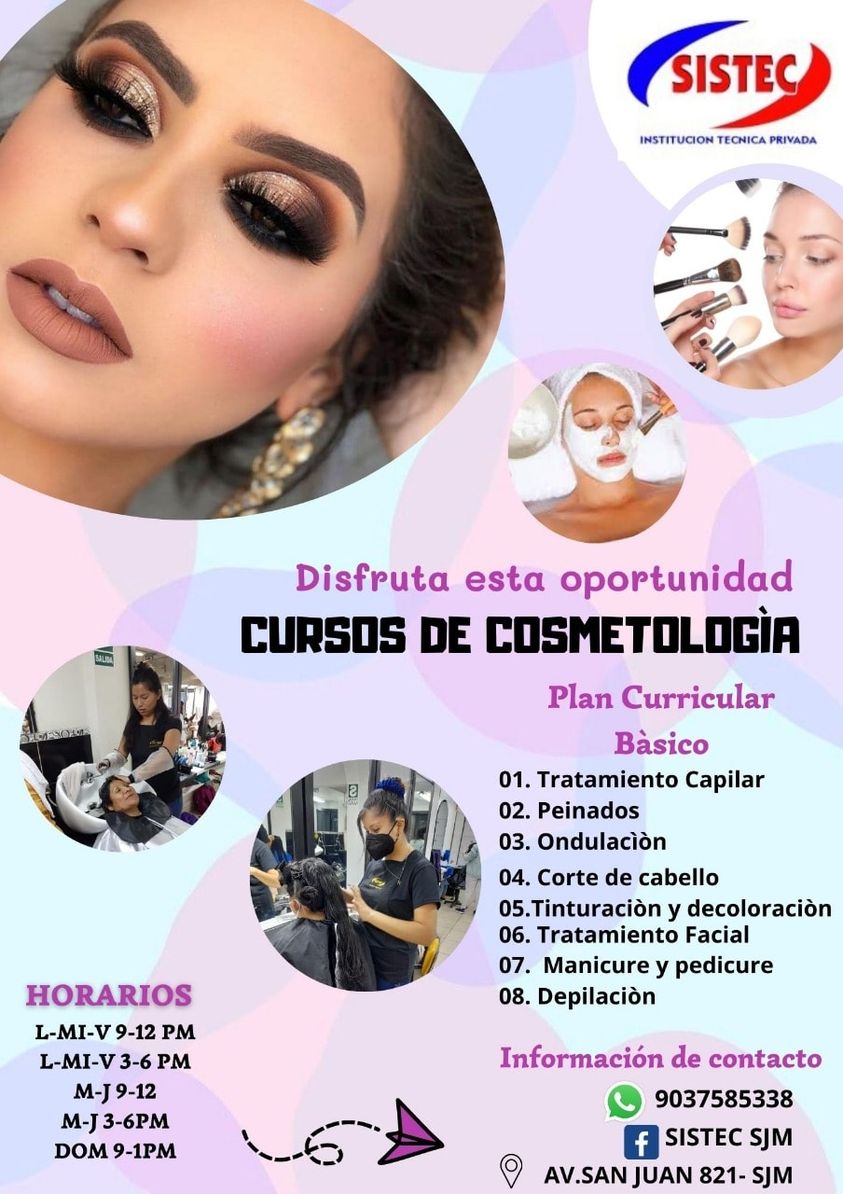 SISTEC
INSTITUCION TECNICA PRIVADA
Disfruta esta oportunidad
CURSOS DE COSMETOLOGÌA
Plan Curricular
Bàsico
01. Tratamiento Capilar
02. Peinados
03. Ondulaciòn
04. Corte de cabello
05.Tinturaciòn y decoloraciòn
06. Tratamiento Facial
07. Manicure y pedicure
08. Depilaciòn
SALIDA
HORARIOS
L-MI-V 9-12 PM
L-MI-V 3-6 PM
M-J 9-12
M-J 3-6PM
DOM 9-1PM
Información de contacto
9037585338
SISTEC SJM
AV.SAN JUAN 821- SJM